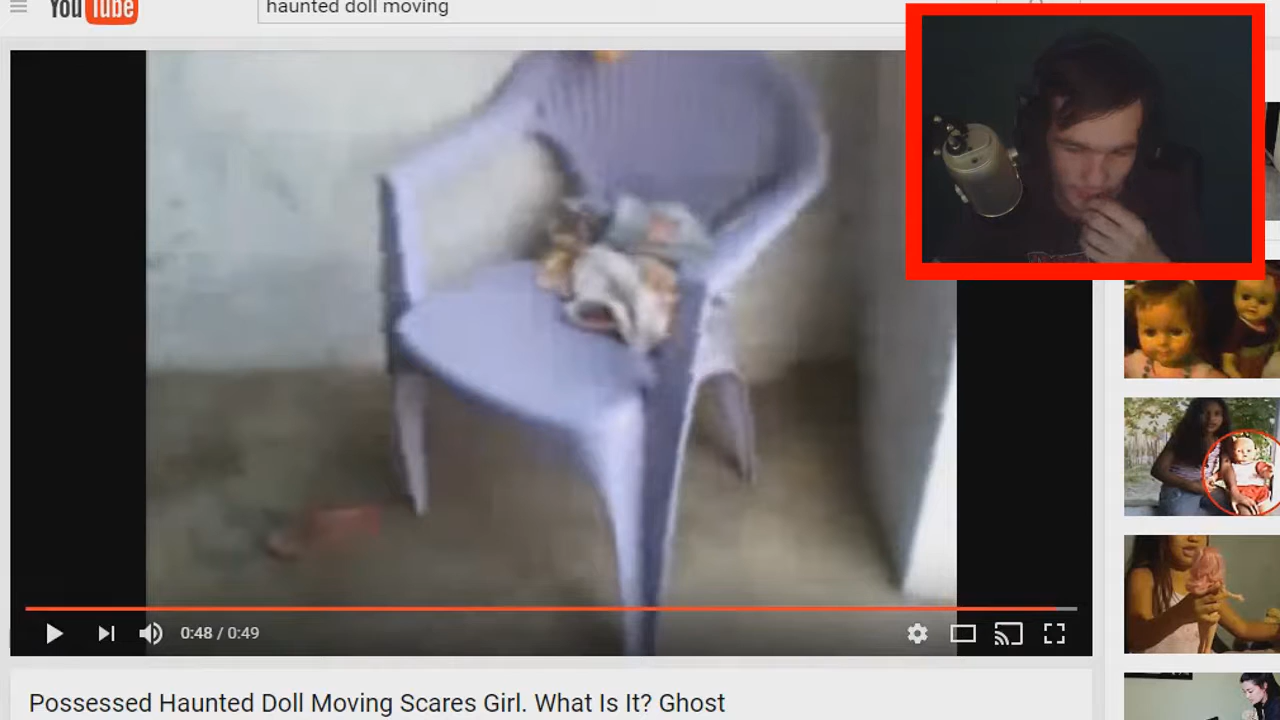 YouTube
haunted doll moving
0:48 / 0:49
Possessed Haunted Doll Moving Scares Girl. What Is It? Ghost